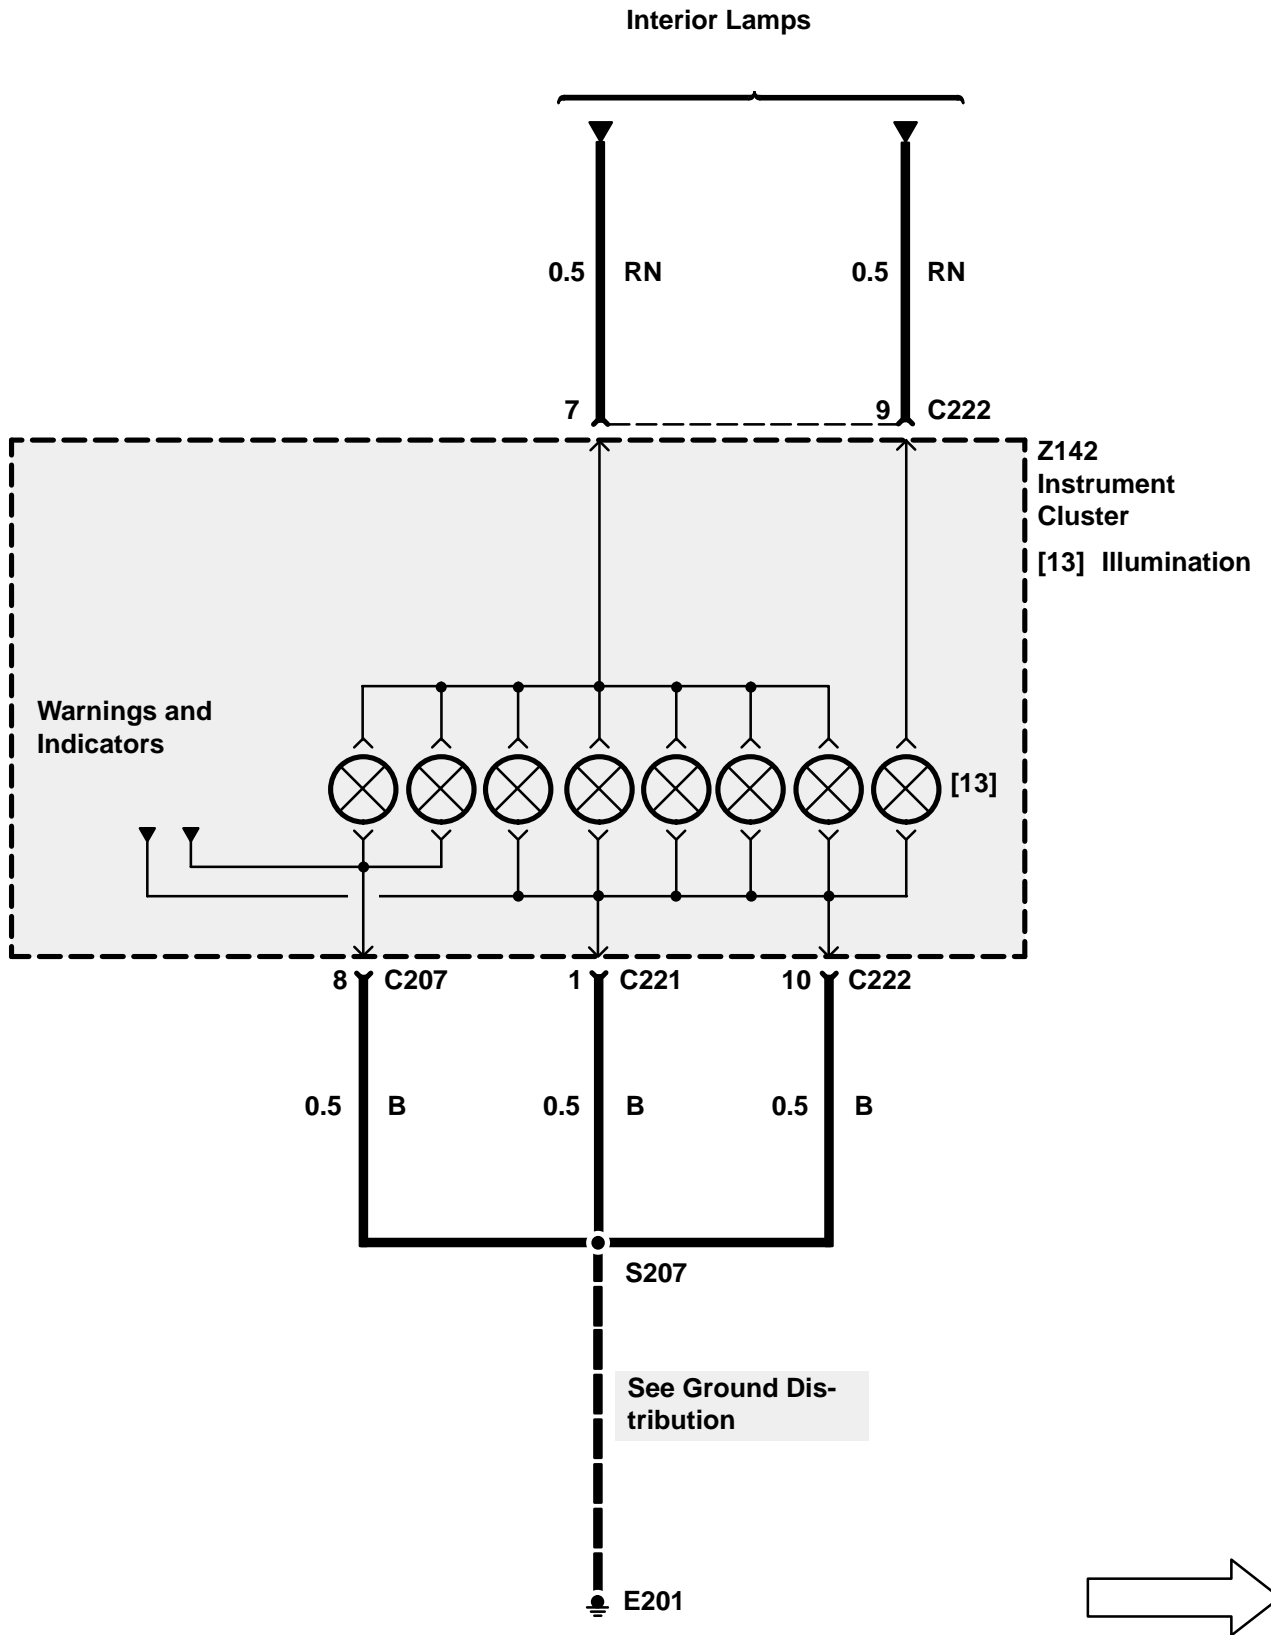 Interior Lamps
0.5 RN 0.5 RN
7 9 C222
Z142
Instrument
Cluster
[13] Illumination
Warnings and
Indicators
[13]
8 C207 1 C221 10 C222
0.5 B 0.5 B 0.5 B
S207
See Ground Dis-
tribution
E201